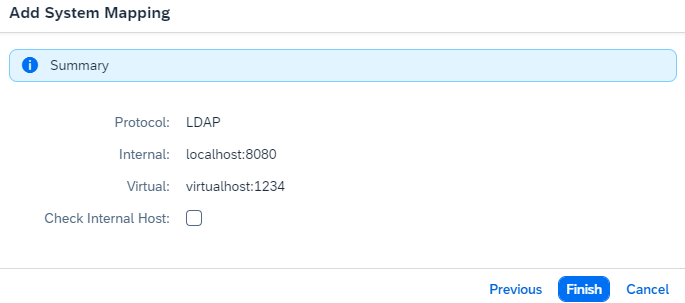 Add System Mapping
Summary
Protocol: LDAP
Internal: localhost:8080
Virtual: virtualhost:1234
Check Internal Host:
Previous Finish Cancel